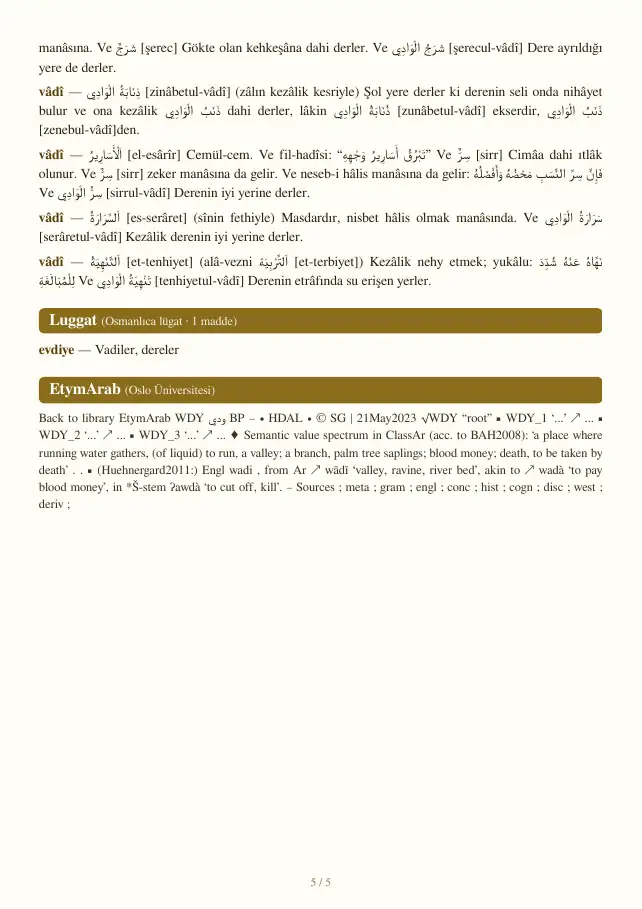 manâsına. Ve شَرَجٌ [şerec] Gökte olan kehkeşâna dahi derler. Ve شَرَجُ الْوَادِي [şerecul-vâdî] Dere ayrıldığı
yere de derler.
vâdî — ذِنَابَةُ الْوَادِي [zinâbetul-vâdî] (zâlın kezâlik kesriyle) Şol yere derler ki derenin seli onda nihâyet
bulur ve ona kezâlik ذَنَبُ الْوَادِي dahi derler, lâkin ذُنَابَةُ الْوَادِي [zunâbetul-vâdî] ekserdir, ذَنَبُ الْوَادِي
[zenebul-vâdî]den.
vâdî — اَلْأَسَارِيرُ [el-esârîr] Cemül-cem. Ve fil-hadîsi: “تَبْرُقُ أَسَارِيرُ وَجْهِهِ” Ve سِرٌّ [sirr] Cimâa dahi ıtlâk
olunur. Ve سِرٌّ [sirr] zeker manâsına da gelir. Ve neseb-i hâlis manâsına da gelir: فَإِنَّ سِرَّ النَّسَبِ مَحْضُهُ وَأَفْضَلُهُ
Ve سِرُّ الْوَادِي [sirrul-vâdî] Derenin iyi yerine derler.
vâdî — اَلسَّرَارَةُ [es-serâret] (sînin fethiyle) Masdardır, nisbet hâlis olmak manâsında. Ve سَرَارَةُ الْوَادِي
[serâretul-vâdî] Kezâlik derenin iyi yerine derler.
vâdî — اَلتَّنْهِيَةُ [et-tenhiyet] (alâ-vezni اَلتَّرْبِيَة [et-terbiyet]) Kezâlik nehy etmek; yukâlu: نَهَّاهُ عَنْهُ شُدِّدَ
لِلْمُبَالَغَةِ Ve تَنْهِيَةُ الْوَادِي [tenhiyetul-vâdî] Derenin etrâfında su erişen yerler.
Luggat (Osmanlıca lügat · 1 madde)
evdiye — Vadiler, dereler
EtymArab (Oslo Üniversitesi)
Back to library EtymArab WDY ودي BP – • HDAL • © SG | 21May2023 √WDY “root” ▪ WDY_1 ‘...’ ↗ ... ▪
WDY_2 ‘...’ ↗ ... ▪ WDY_3 ‘...’ ↗ ... ♦ Semantic value spectrum in ClassAr (acc. to BAH2008): ‘a place where
running water gathers, (of liquid) to run, a valley; a branch, palm tree saplings; blood money; death, to be taken by
death’ . . ▪ (Huehnergard2011:) Engl wadi , from Ar ↗ wādī ‘valley, ravine, river bed’, akin to ↗ wadà ‘to pay
blood money’, in *Š-stem ʔawdà ‘to cut off, kill’. – Sources ; meta ; gram ; engl ; conc ; hist ; cogn ; disc ; west ;
deriv ;
5 / 5